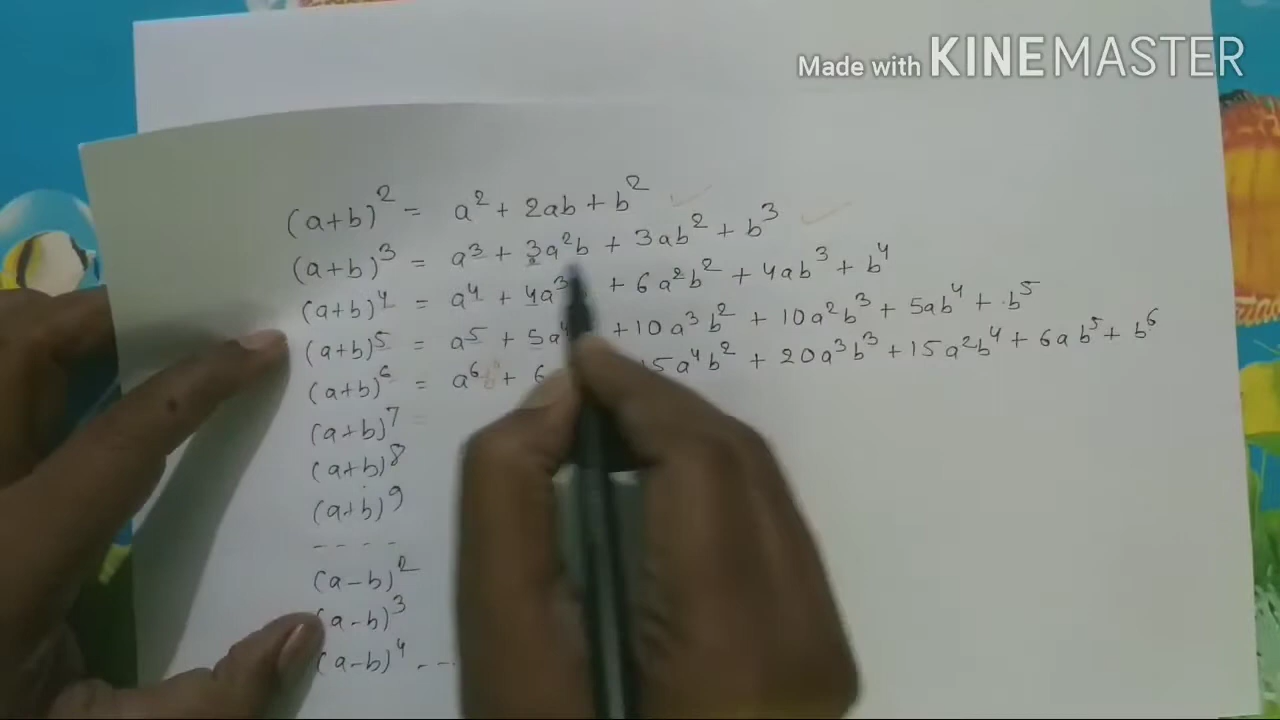 Made with KINEMASTER
(a+b)² = a² + 2ab + b² ✓
(a+b)³ = a³ + 3a²b + 3ab² + b³ ✓
(a+b)⁴ = a⁴ + 4a³ + 6a²b² + 4ab³ + b⁴
(a+b)⁵ = a⁵ + 5a⁴ +10a³b² + 10a²b³ + 5ab⁴ + b⁵
(a+b)⁶ = a⁶ + 6 15a⁴b² + 20a³b³ + 15a²b⁴ + 6ab⁵ + b⁶
(a+b)⁷ =
(a+b)⁸
(a+b)⁹
- - - -
(a-b)²
(a-b)³
(a-b)⁴ - - -